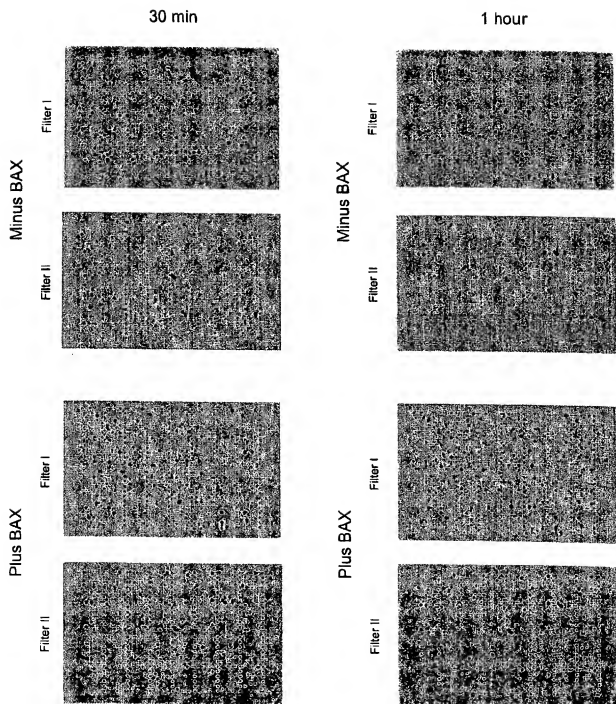 30 min
1 hour
Minus BAX
Filter I
Filter II
Minus BAX
Filter I
Filter II
Plus BAX
Filter I
Filter II
Plus BAX
Filter I
Filter II